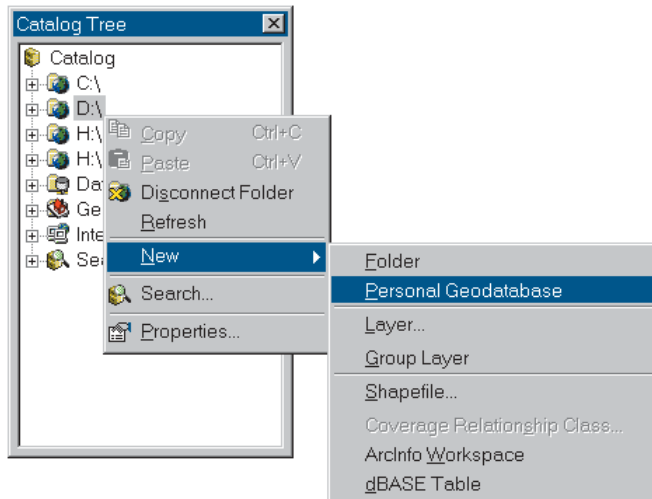 Catalog Tree
Catalog
C:\
D:\
H:\
H:\
Da
Ge
Inte
Sea
Copy Ctrl+C
Paste Ctrl+V
Disconnect Folder
Refresh
New
Search...
Properties...
Folder
Personal Geodatabase
Layer...
Group Layer
Shapefile...
Coverage Relationship Class...
ArcInfo Workspace
dBASE Table